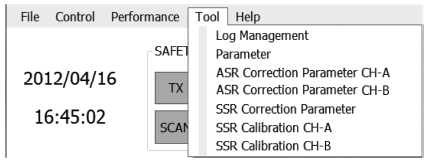 File Control Performance Tool Help
Log Management
Parameter
ASR Correction Parameter CH-A
ASR Correction Parameter CH-B
SSR Correction Parameter
SSR Calibration CH-A
SSR Calibration CH-B
SAFET
2012/04/16
TX
16:45:02
SCAN